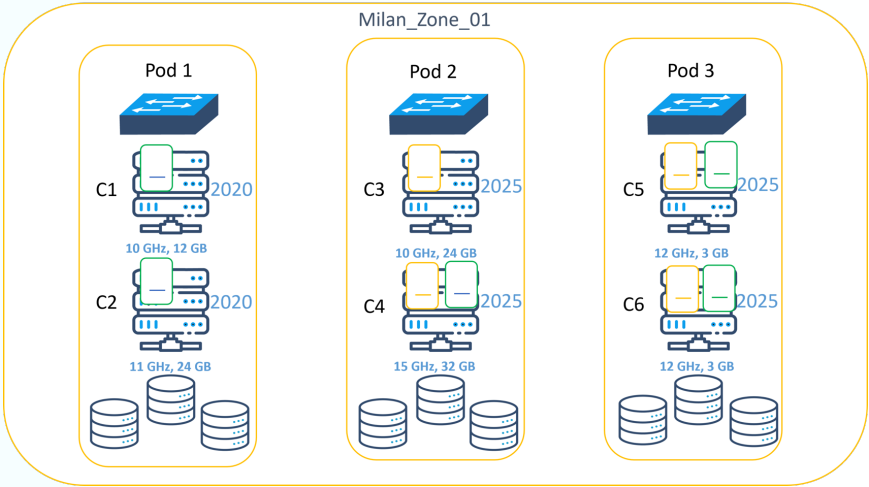 Milan_Zone_01
Pod 1
Pod 2
Pod 3
C1
2020
10 GHz, 12 GB
C2
2020
11 GHz, 24 GB
C3
2025
10 GHz, 24 GB
C4
2025
15 GHz, 32 GB
C5
2025
12 GHz, 3 GB
C6
2025
12 GHz, 3 GB